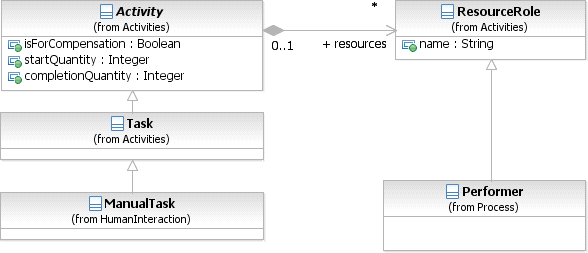 Activity
(from Activities)
isForCompensation : Boolean
startQuantity : Integer
completionQuantity : Integer
*
0..1
+ resources
ResourceRole
(from Activities)
name : String
Task
(from Activities)
ManualTask
(from HumanInteraction)
Performer
(from Process)